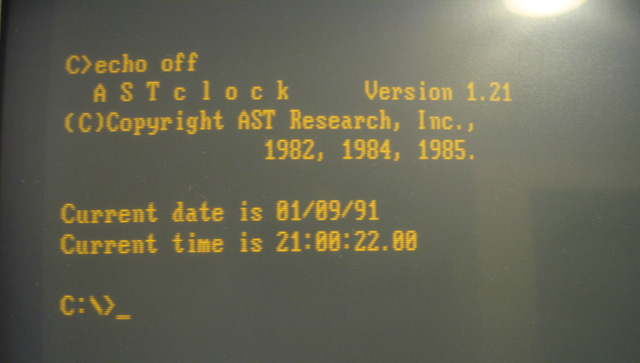 C>echo off
A S T c l o c k Version 1.21
(C)Copyright AST Research, Inc.,
1982, 1984, 1985.
Current date is 01/09/91
Current time is 21:00:22.00
C:\>_